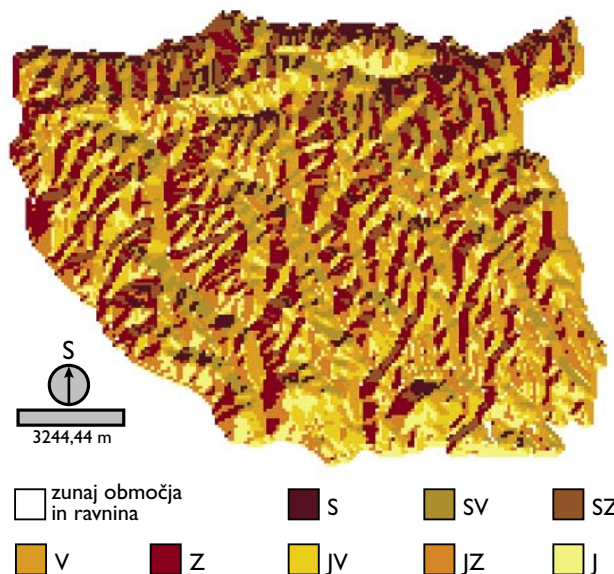 S
3244,44 m
zunaj območja
in ravnina
S
SV
SZ
V
Z
JV
JZ
J